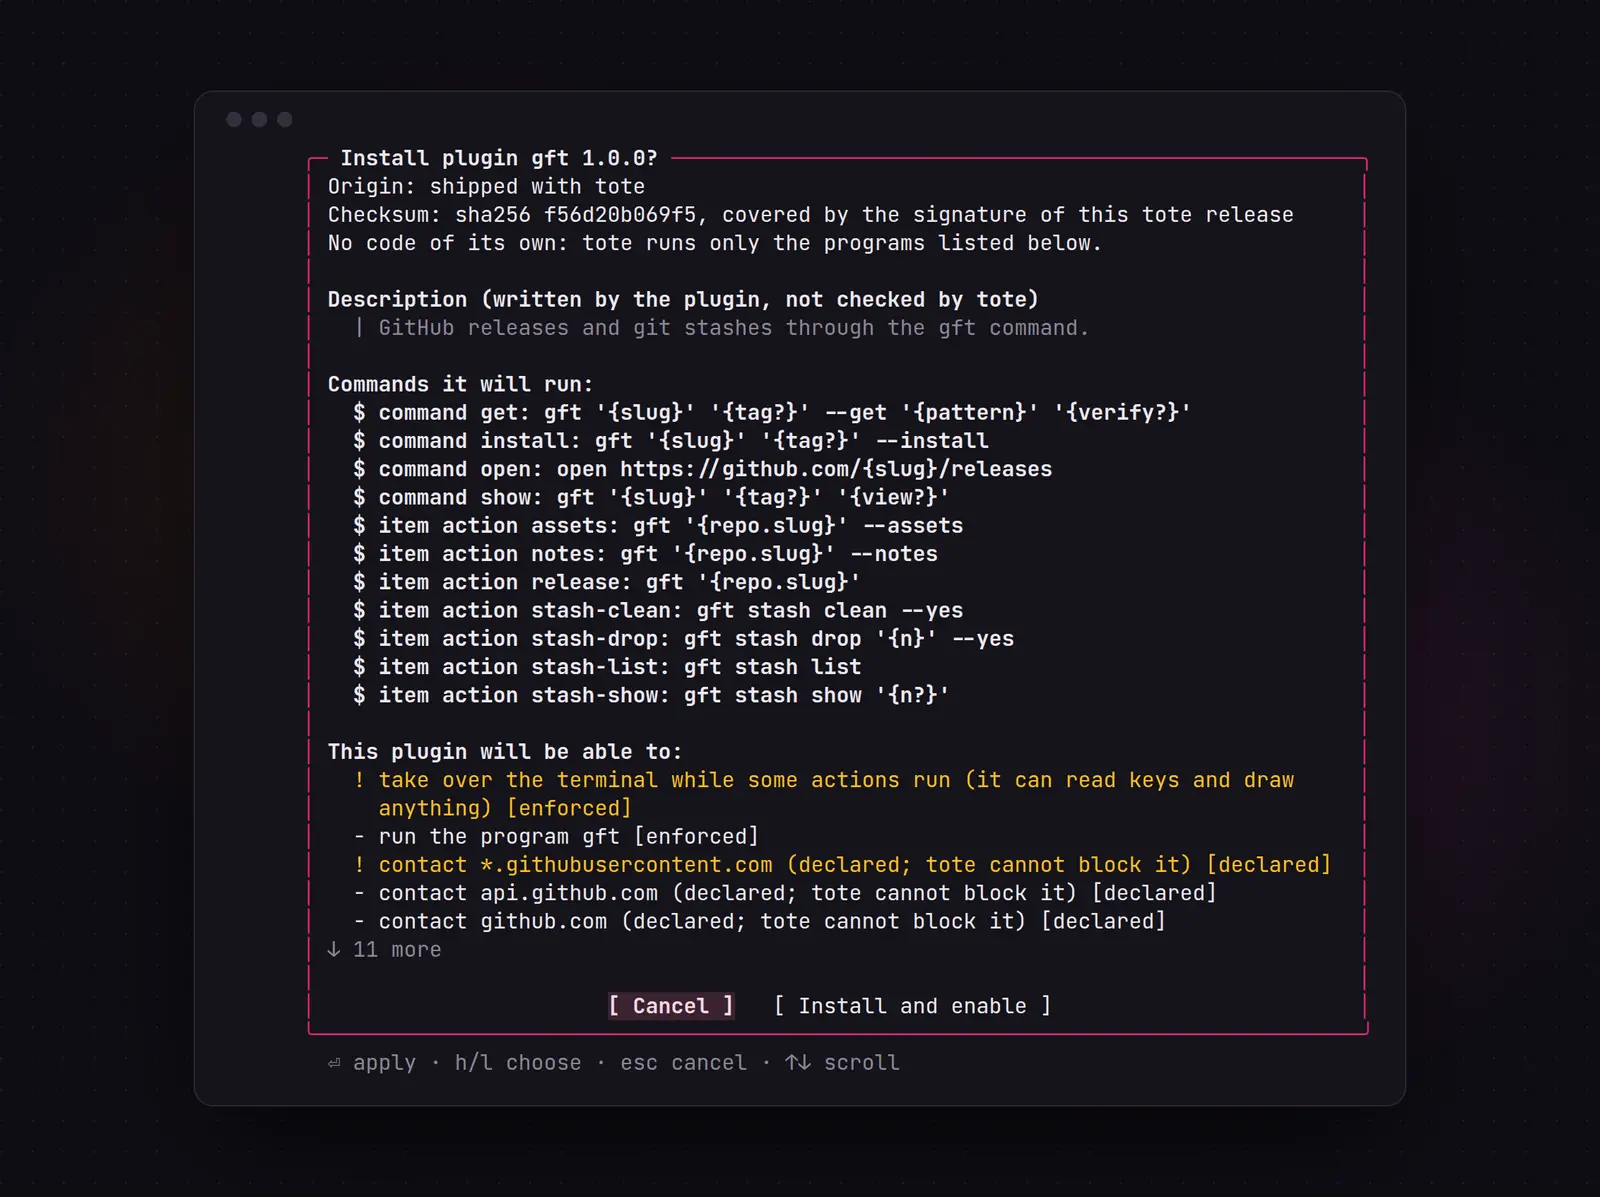 Install plugin gft 1.0.0?
Origin: shipped with tote
Checksum: sha256 f56d20b069f5, covered by the signature of this tote release
No code of its own: tote runs only the programs listed below.
Description (written by the plugin, not checked by tote)
| GitHub releases and git stashes through the gft command.
Commands it will run:
$ command get: gft '{slug}' '{tag?}' --get '{pattern}' '{verify?}'
$ command install: gft '{slug}' '{tag?}' --install
$ command open: open https://github.com/{slug}/releases
$ command show: gft '{slug}' '{tag?}' '{view?}'
$ item action assets: gft '{repo.slug}' --assets
$ item action notes: gft '{repo.slug}' --notes
$ item action release: gft '{repo.slug}'
$ item action stash-clean: gft stash clean --yes
$ item action stash-drop: gft stash drop '{n}' --yes
$ item action stash-list: gft stash list
$ item action stash-show: gft stash show '{n?}'
This plugin will be able to:
! take over the terminal while some actions run (it can read keys and draw
anything) [enforced]
- run the program gft [enforced]
! contact *.githubusercontent.com (declared; tote cannot block it) [declared]
- contact api.github.com (declared; tote cannot block it) [declared]
- contact github.com (declared; tote cannot block it) [declared]
↓ 11 more
[ Cancel ] [ Install and enable ]
⏎ apply · h/l choose · esc cancel · ↑↓ scroll